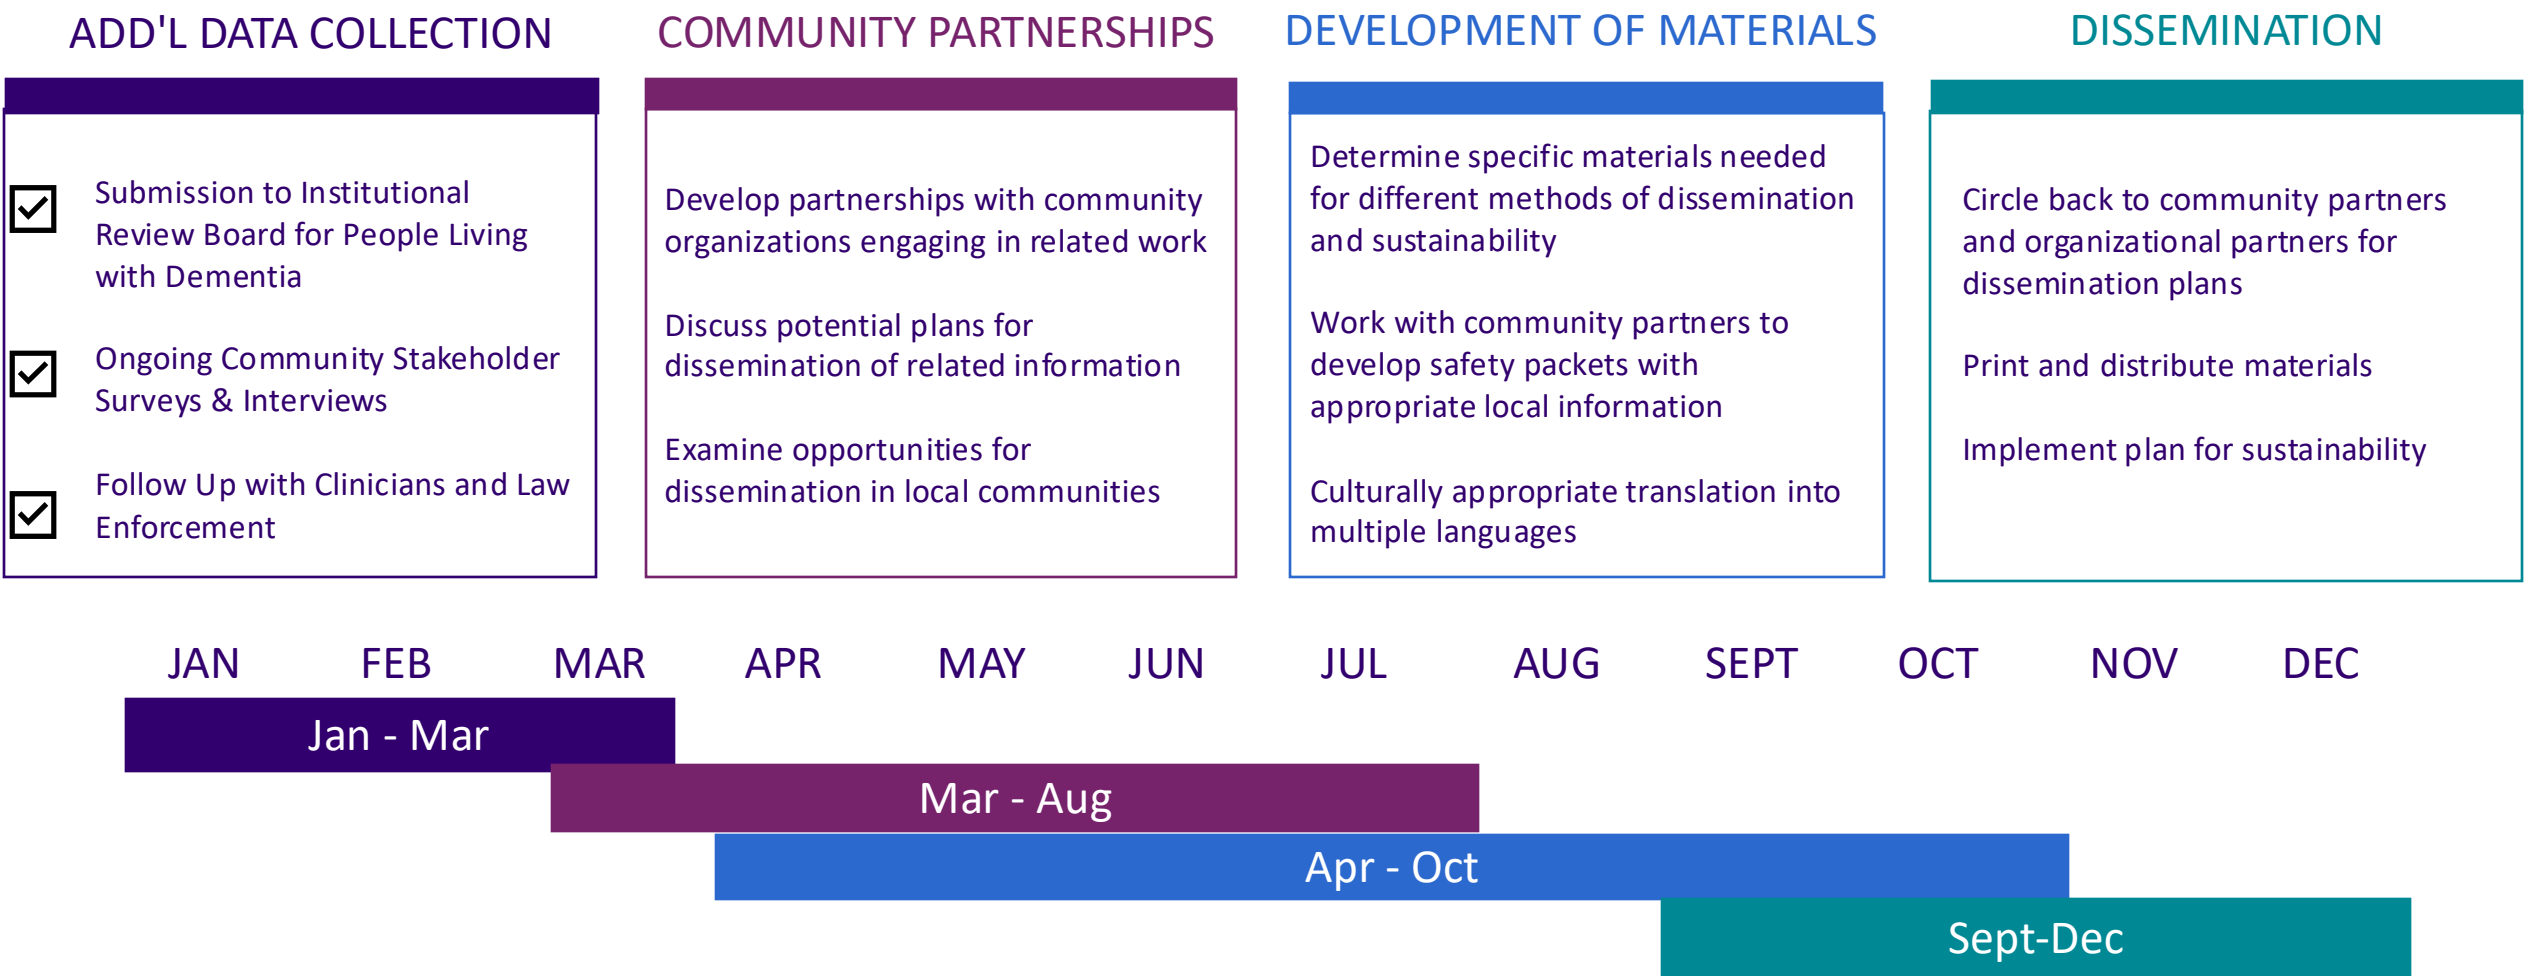 ADD'L DATA COLLECTION
Submission to Institutional
Review Board for People Living
with Dementia
Ongoing Community Stakeholder
Surveys & Interviews
Follow Up with Clinicians and Law
Enforcement
COMMUNITY PARTNERSHIPS
Develop partnerships with community
organizations engaging in related work
Discuss potential plans for
dissemination of related information
Examine opportunities for
dissemination in local communities
DEVELOPMENT OF MATERIALS
Determine specific materials needed
for different methods of dissemination
and sustainability
Work with community partners to
develop safety packets with
appropriate local information
Culturally appropriate translation into
multiple languages
DISSEMINATION
Circle back to community partners
and organizational partners for
dissemination plans
Print and distribute materials
Implement plan for sustainability
JAN FEB MAR APR MAY JUN JUL AUG SEPT OCT NOV DEC
Jan - Mar
Mar - Aug
Apr - Oct
Sept-Dec